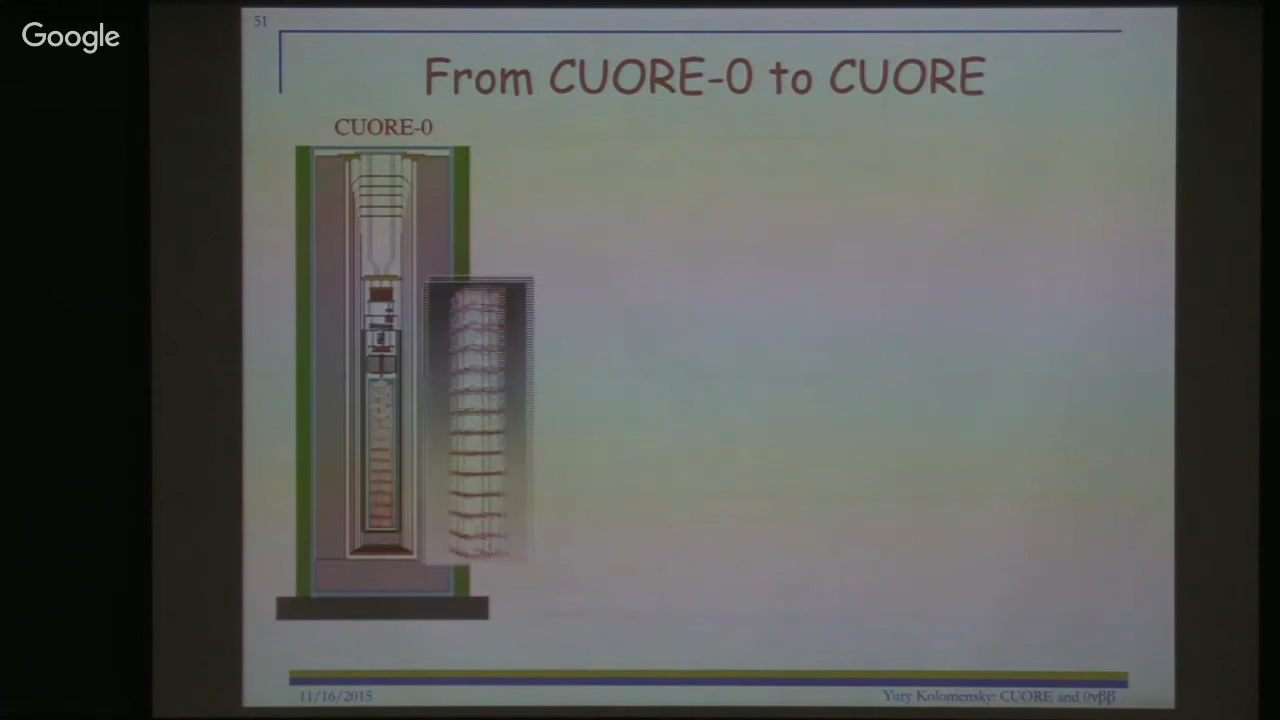 Google
51
From CUORE-0 to CUORE
CUORE-0
11/16/2015
Yury Kolomensky: CUORE and 0νββ